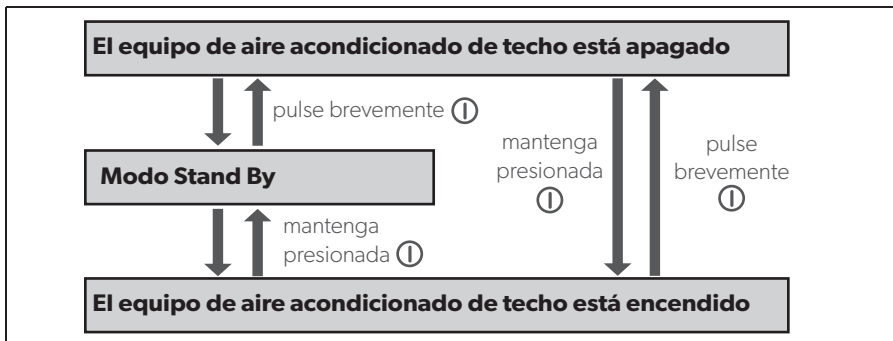 El equipo de aire acondicionado de techo está apagado
pulse brevemente
mantenga
presionada
pulse
brevemente
Modo Stand By
mantenga
presionada
El equipo de aire acondicionado de techo está encendido